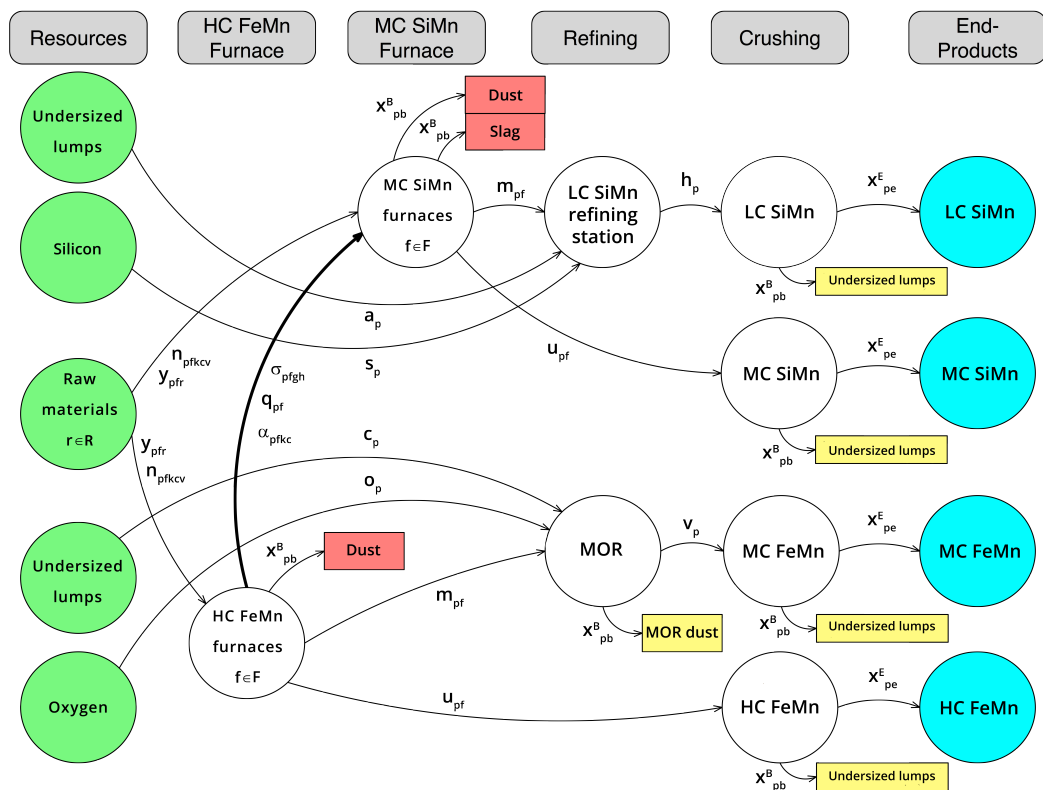 Resources
HC FeMn
Furnace
MC SiMn
Furnace
Refining
Crushing
End-
Products
Undersized
lumps
Silicon
Raw
materials
r∈R
Undersized
lumps
Oxygen
x^B_pb
Dust
x^B_pb
Slag
MC SiMn
furnaces
f∈F
m_pf
LC SiMn
refining
station
h_p
LC SiMn
x^E_pe
LC SiMn
x^B_pb
Undersized lumps
a_p
s_p
u_pf
n_pfkcv
y_pfr
σ_pfgh
q_pf
α_pfkc
MC SiMn
x^E_pe
MC SiMn
x^B_pb
Undersized lumps
y_pfr
n_pfkcv
c_p
o_p
x^B_pb
Dust
HC FeMn
furnaces
f∈F
m_pf
MOR
v_p
MC FeMn
x^E_pe
MC FeMn
x^B_pb
MOR dust
x^B_pb
Undersized lumps
u_pf
HC FeMn
x^E_pe
HC FeMn
x^B_pb
Undersized lumps